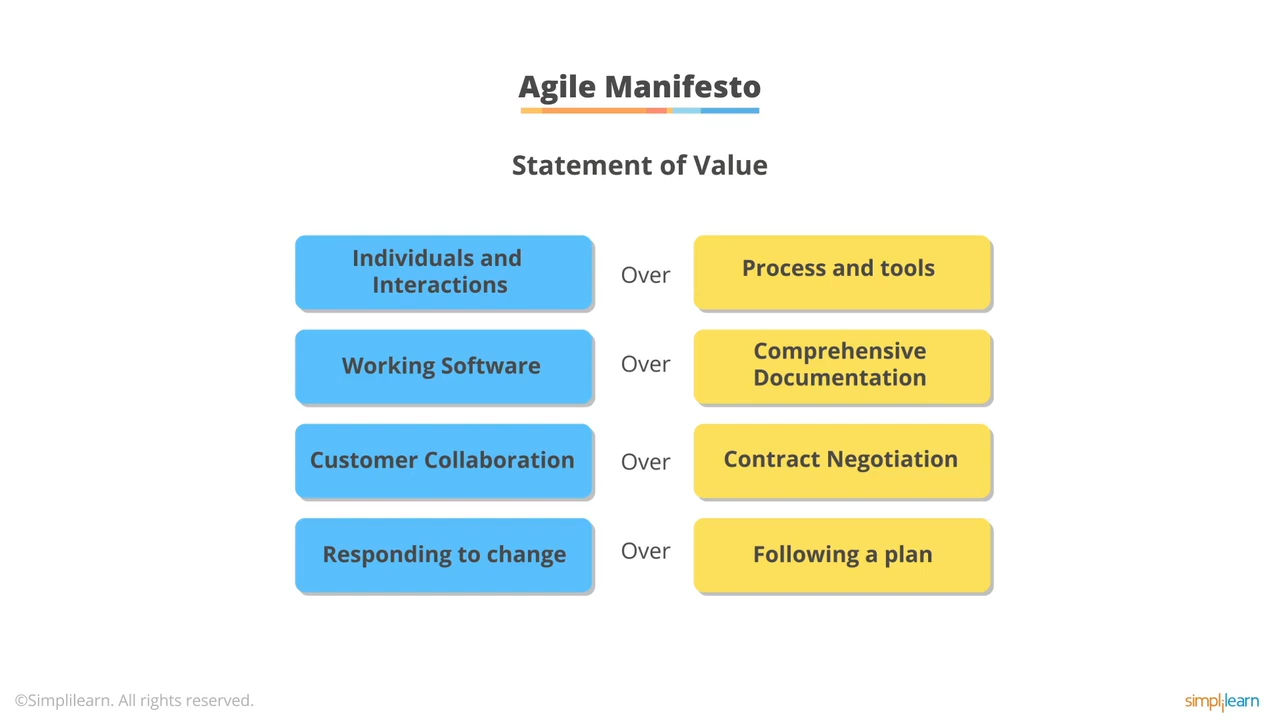 Agile Manifesto
Statement of Value
Individuals and
Interactions
Over
Process and tools
Working Software
Over
Comprehensive
Documentation
Customer Collaboration
Over
Contract Negotiation
Responding to change
Over
Following a plan
©Simplilearn. All rights reserved.
simplilearn